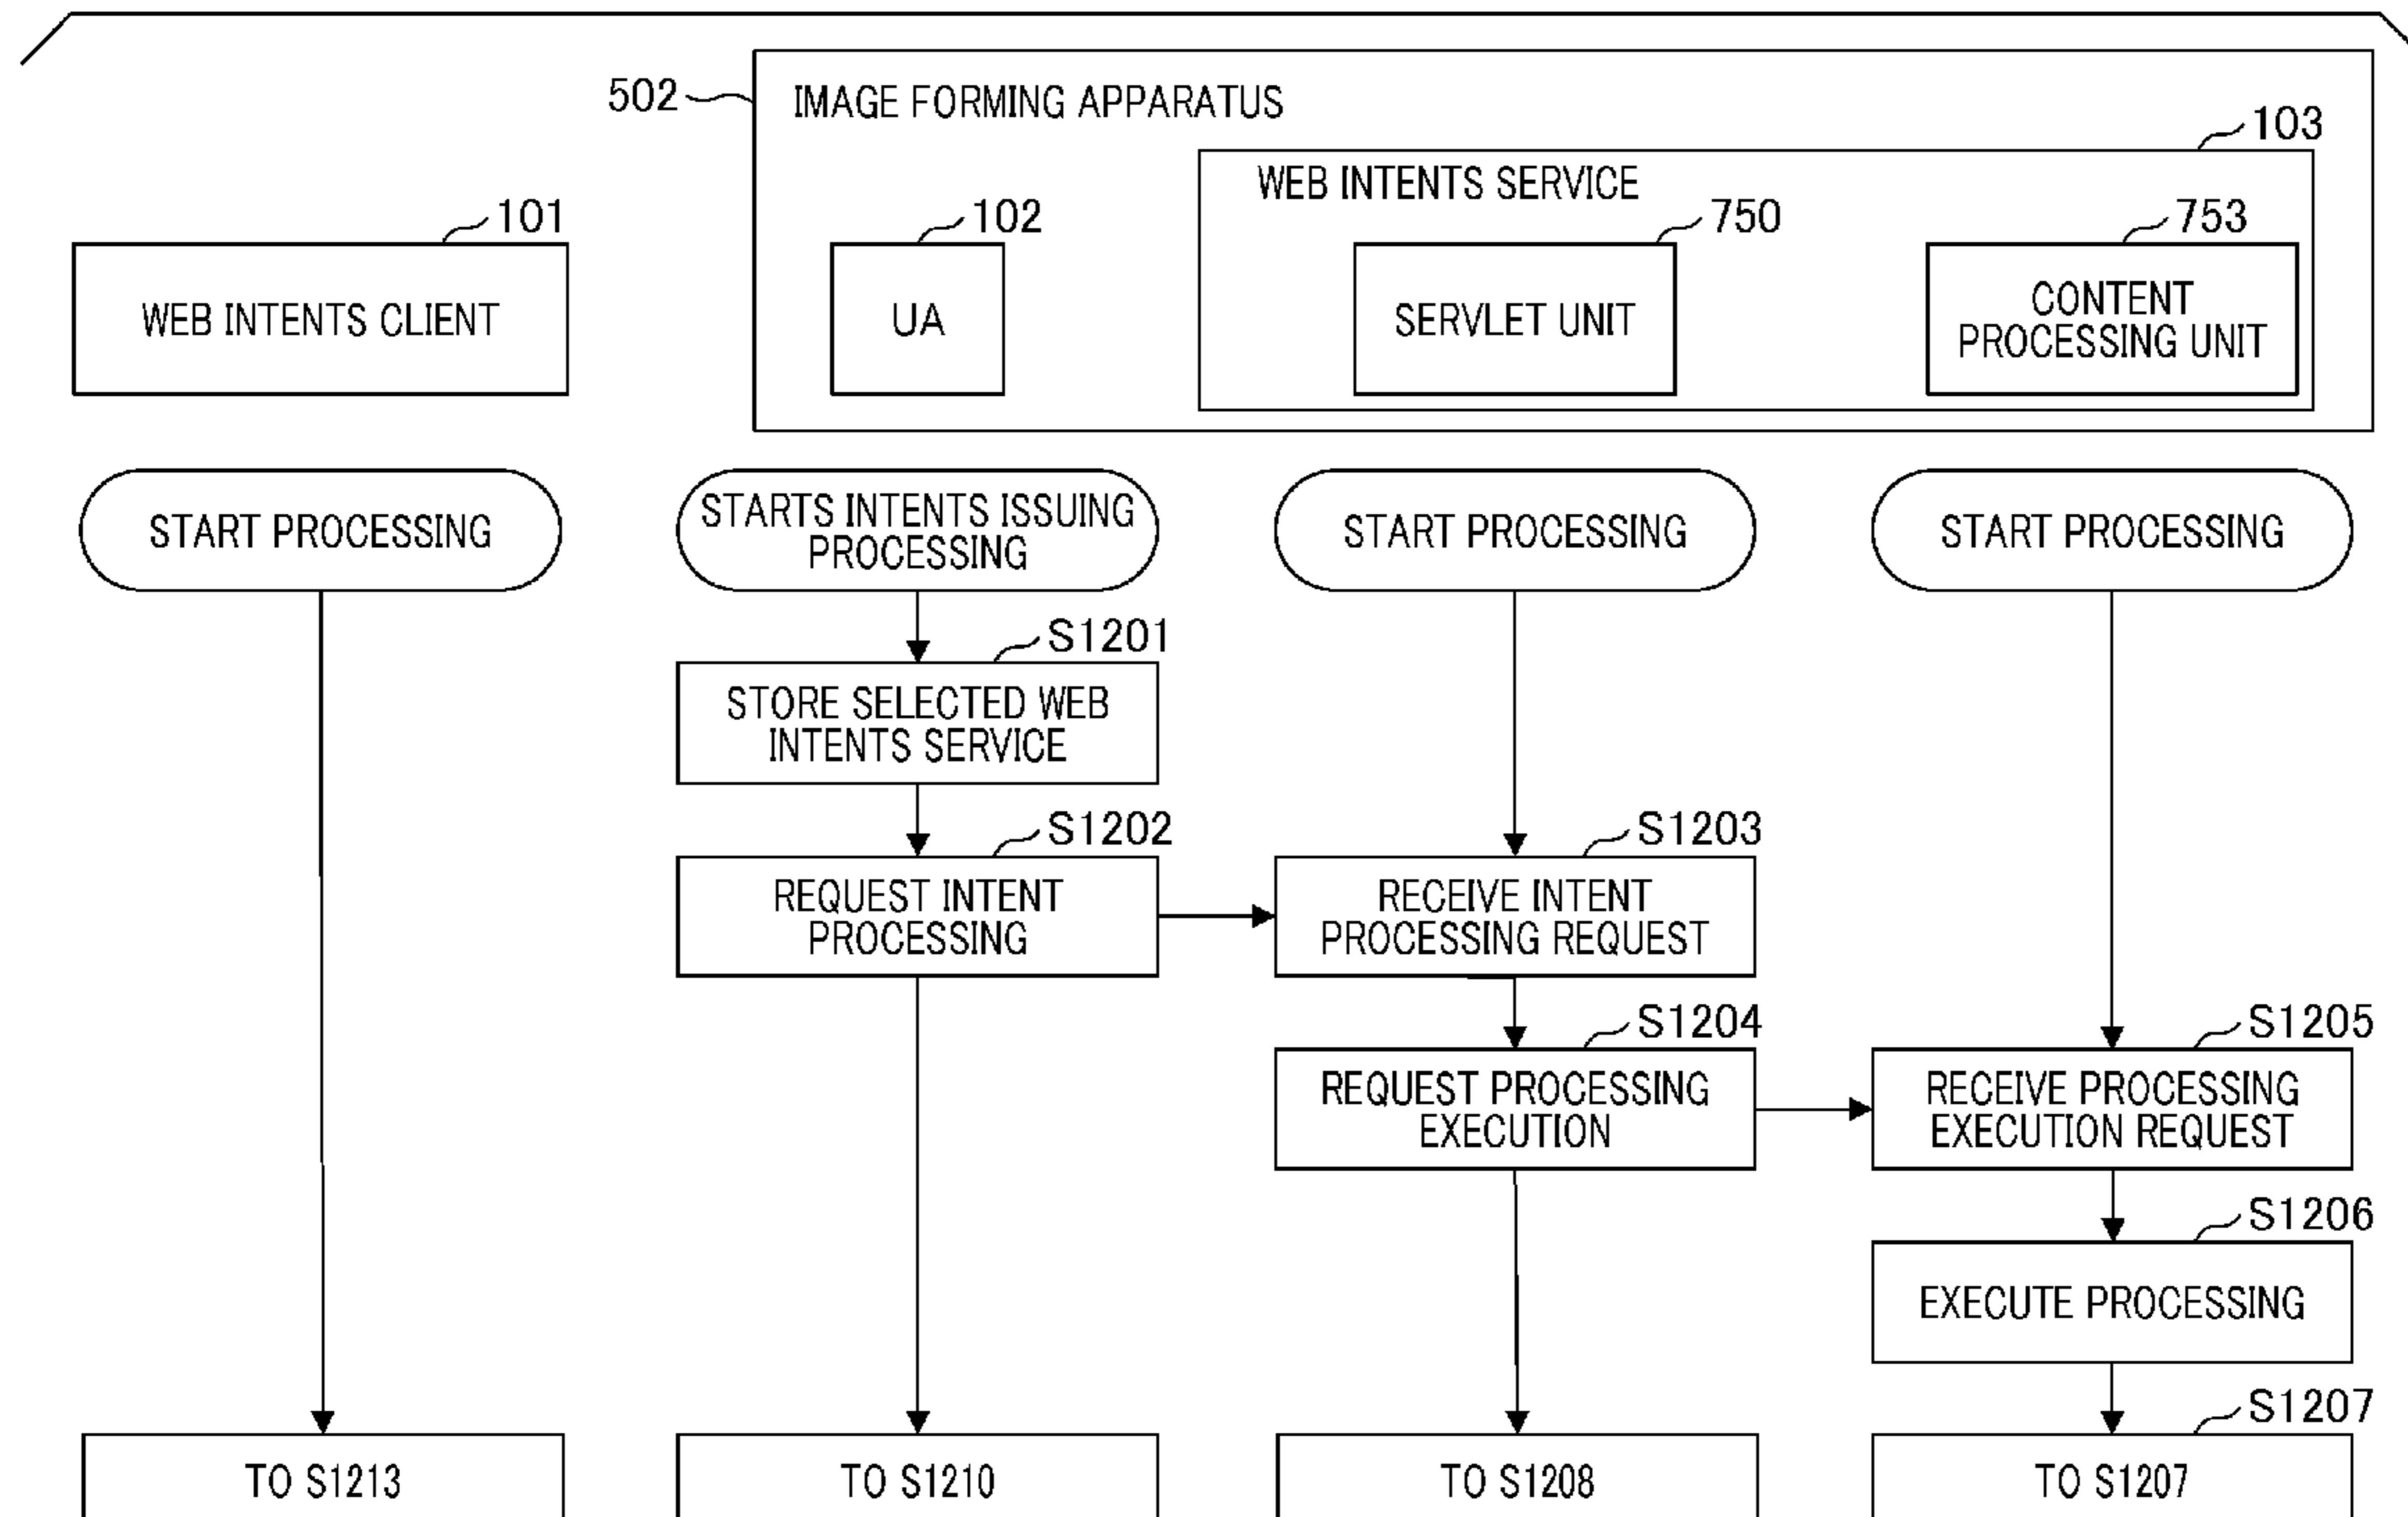 502
IMAGE FORMING APPARATUS
103
WEB INTENTS SERVICE
101
102
750
753
WEB INTENTS CLIENT
UA
SERVLET UNIT
CONTENT
PROCESSING UNIT
START PROCESSING
STARTS INTENTS ISSUING
PROCESSING
START PROCESSING
START PROCESSING
S1201
STORE SELECTED WEB
INTENTS SERVICE
S1202
S1203
REQUEST INTENT
PROCESSING
RECEIVE INTENT
PROCESSING REQUEST
S1204
S1205
REQUEST PROCESSING
EXECUTION
RECEIVE PROCESSING
EXECUTION REQUEST
S1206
EXECUTE PROCESSING
S1207
TO S1213
TO S1210
TO S1208
TO S1207